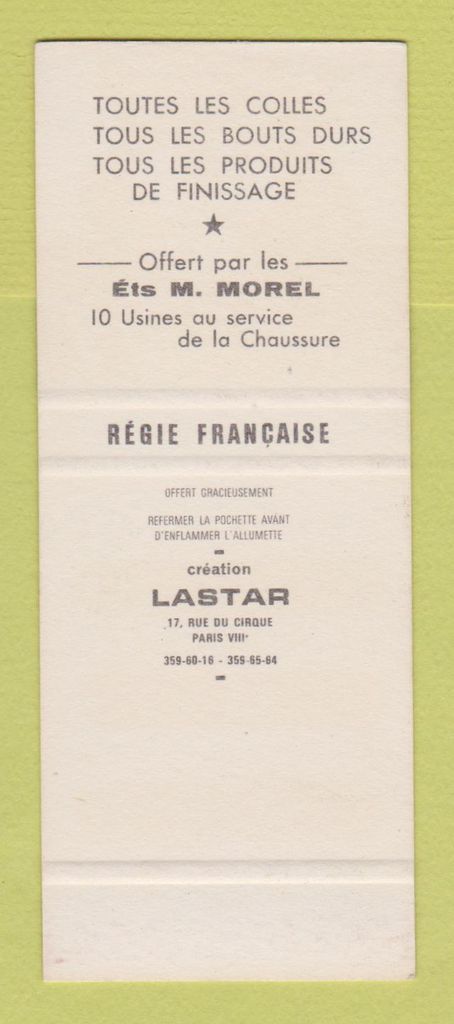 TOUTES LES COLLES
TOUS LES BOUTS DURS
TOUS LES PRODUITS
DE FINISSAGE
★
Offert par les
Éts M. MOREL
10 Usines au service
de la Chaussure
RÉGIE FRANÇAISE
OFFERT GRACIEUSEMENT
REFERMER LA POCHETTE AVANT
D'ENFLAMMER L'ALLUMETTE
création
LASTAR
17, RUE DU CIRQUE
PARIS VIIIe
359-60-16 - 359-65-64